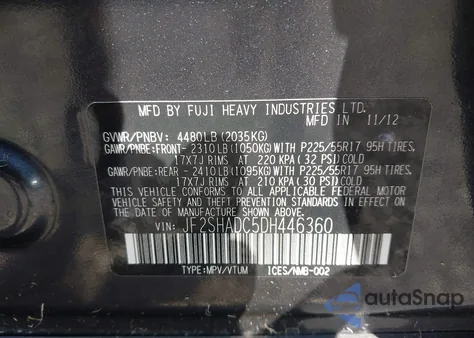 MFD BY FUJI HEAVY INDUSTRIES LTD.
MFD IN 11/12
GVWR/PNBV: 4480LB (2035KG)
GAWR/PNBE:FRONT- 2310LB(1050KG)WITH P225/55R17 95H TIRES,
17X7J RIMS AT 220 KPA(32 PSI)COLD
GAWR/PNBE:REAR - 2410LB(1095KG)WITH P225/55R17 95H TIRES,
17X7J RIMS AT 210 KPA(30 PSI)COLD
THIS VEHICLE CONFORMS TO ALL APPLICABLE FEDERAL MOTOR
VEHICLE SAFETY, BUMPER, AND THEFT PREVENTION STANDARDS
IN EFFECT ON THE DATE OF MANUFACTURE SHOWN ABOVE.
VIN: JF2SHADC5DH446360
TYPE:MPV/VTUM ICES/NMB-002
autoSnap